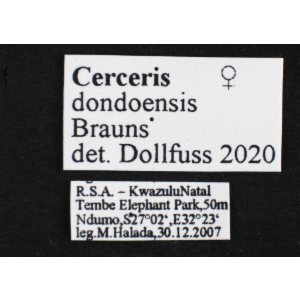 Cerceris ♀
dondoensis
Brauns
det. Dollfuss 2020
R.S.A. – KwazuluNatal
Tembe Elephant Park,50m
Ndumo,S27°02‘,E32°23‘
leg.M.Halada,30.12.2007